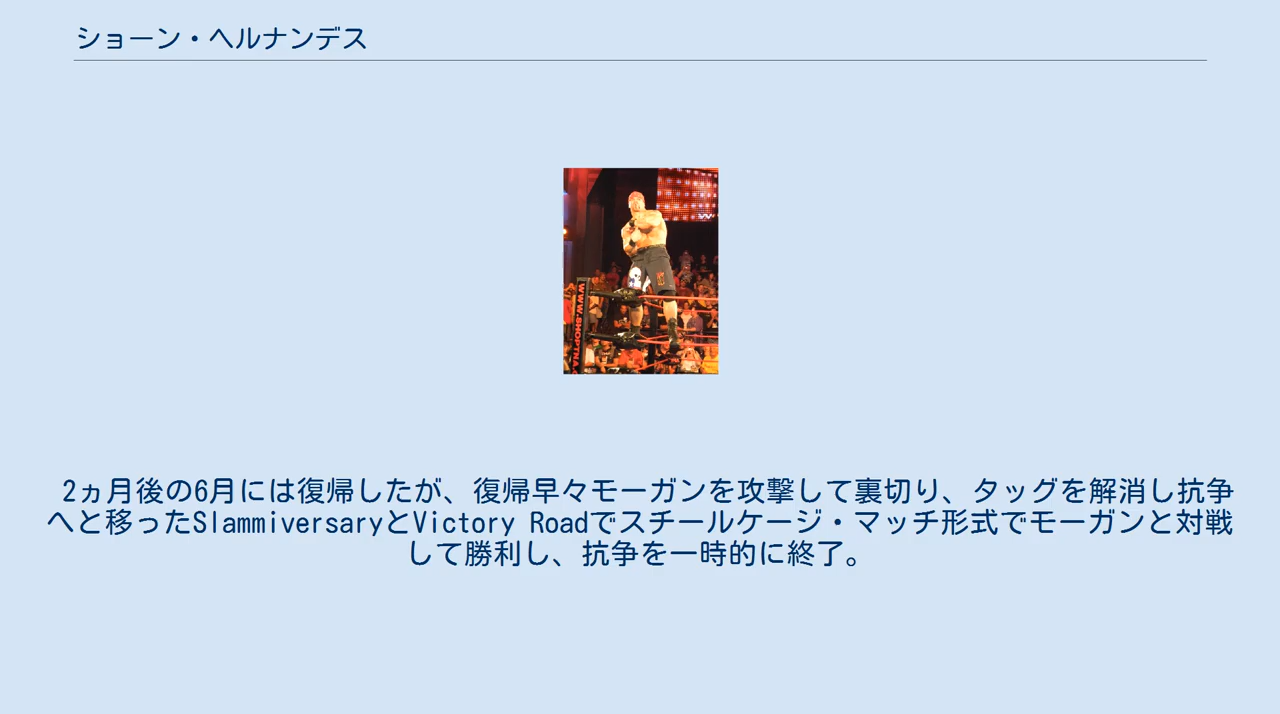 ショーン・ヘルナンデス
WWW.SHOPTNA
2ヵ月後の6月には復帰したが、復帰早々モーガンを攻撃して裏切り、タッグを解消し抗争
へと移ったSlammiversaryとVictory Roadでスチールケージ・マッチ形式でモーガンと対戦
して勝利し、抗争を一時的に終了。